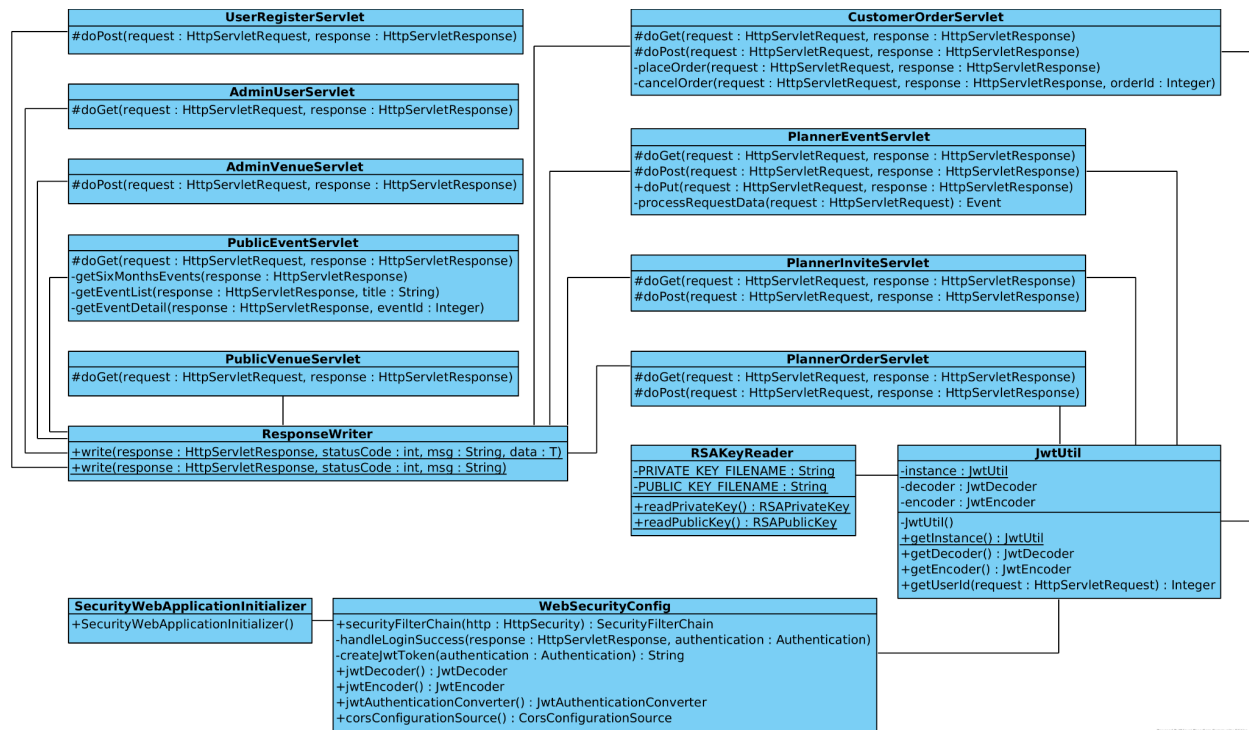 UserRegisterServlet
#doPost(request : HttpServletRequest, response : HttpServletResponse)
AdminUserServlet
#doGet(request : HttpServletRequest, response : HttpServletResponse)
AdminVenueServlet
#doPost(request : HttpServletRequest, response : HttpServletResponse)
PublicEventServlet
#doGet(request : HttpServletRequest, response : HttpServletResponse)
-getSixMonthsEvents(response : HttpServletResponse)
-getEventList(response : HttpServletResponse, title : String)
-getEventDetail(response : HttpServletResponse, eventId : Integer)
PublicVenueServlet
#doGet(request : HttpServletRequest, response : HttpServletResponse)
ResponseWriter
+write(response : HttpServletResponse, statusCode : int, msg : String, data : T)
+write(response : HttpServletResponse, statusCode : int, msg : String)
CustomerOrderServlet
#doGet(request : HttpServletRequest, response : HttpServletResponse)
#doPost(request : HttpServletRequest, response : HttpServletResponse)
-placeOrder(request : HttpServletRequest, response : HttpServletResponse)
-cancelOrder(request : HttpServletRequest, response : HttpServletResponse, orderId : Integer)
PlannerEventServlet
#doGet(request : HttpServletRequest, response : HttpServletResponse)
#doPost(request : HttpServletRequest, response : HttpServletResponse)
+doPut(request : HttpServletRequest, response : HttpServletResponse)
-processRequestData(request : HttpServletRequest) : Event
PlannerInviteServlet
#doGet(request : HttpServletRequest, response : HttpServletResponse)
#doPost(request : HttpServletRequest, response : HttpServletResponse)
PlannerOrderServlet
#doGet(request : HttpServletRequest, response : HttpServletResponse)
#doPost(request : HttpServletRequest, response : HttpServletResponse)
RSAKeyReader
-PRIVATE_KEY_FILENAME : String
-PUBLIC_KEY_FILENAME : String
+readPrivateKey() : RSAPrivateKey
+readPublicKey() : RSAPublicKey
JwtUtil
-instance : JwtUtil
-decoder : JwtDecoder
-encoder : JwtEncoder
-JwtUtil()
+getInstance() : JwtUtil
+getDecoder() : JwtDecoder
+getEncoder() : JwtEncoder
+getUserId(request : HttpServletRequest) : Integer
SecurityWebApplicationInitializer
+SecurityWebApplicationInitializer()
WebSecurityConfig
+securityFilterChain(http : HttpSecurity) : SecurityFilterChain
-handleLoginSuccess(response : HttpServletResponse, authentication : Authentication)
-createJwtToken(authentication : Authentication) : String
+jwtDecoder() : JwtDecoder
+jwtEncoder() : JwtEncoder
+jwtAuthenticationConverter() : JwtAuthenticationConverter
+corsConfigurationSource() : CorsConfigurationSource